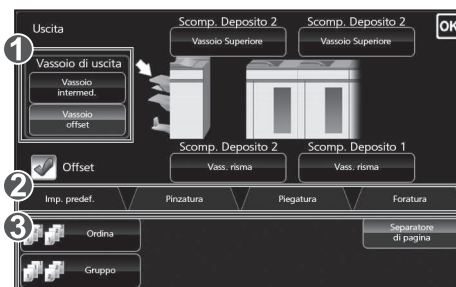 Uscita
Scomp. Deposito 2
Scomp. Deposito 2
OK
Vassoio Superiore
Vassoio Superiore
1
Vassoio di uscita
Vassoio
intermed.
Vassoio
offset
Scomp. Deposito 2
Scomp. Deposito 1
Offset
Vass. risma
Vass. risma
2
Imp. predef.
Pinzatura
Piegatura
Foratura
3
Ordina
Separatore
di pagina
Gruppo